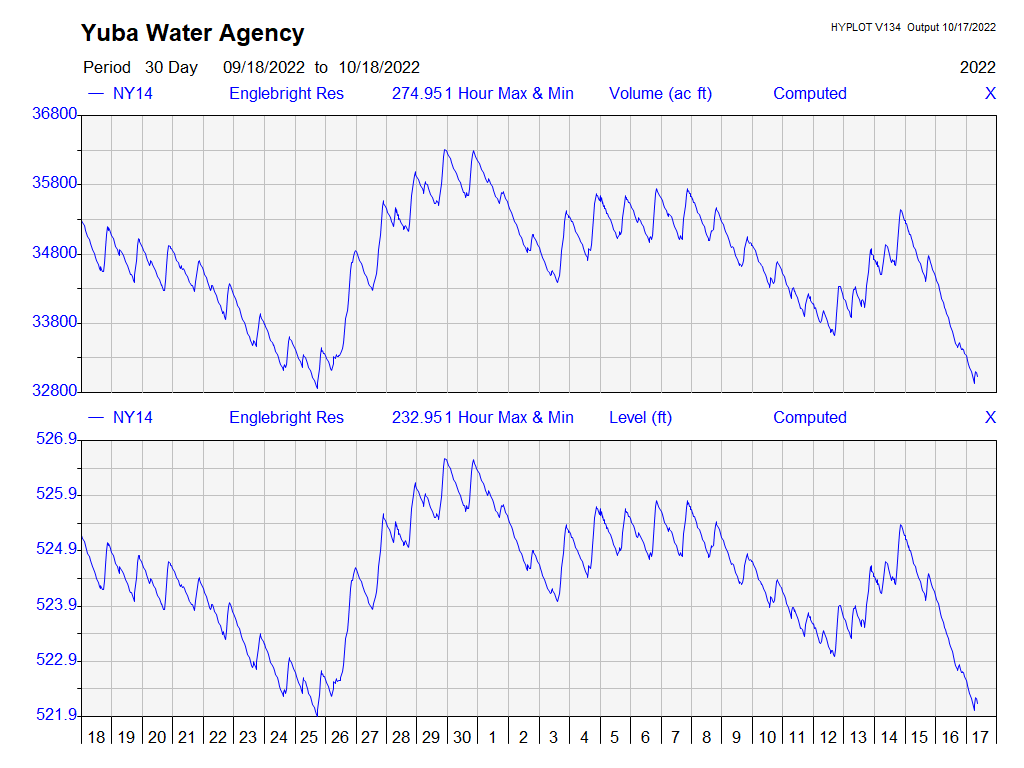 Yuba Water Agency
HYPLOT V134 Output 10/17/2022
Period 30 Day 09/18/2022 to 10/18/2022 2022
NY14 Englebright Res 274.951 Hour Max & Min Volume (ac ft) Computed X
36800
35800
34800
33800
32800
NY14 Englebright Res 232.951 Hour Max & Min Level (ft) Computed X
526.9
525.9
524.9
523.9
522.9
521.9
18 19 20 21 22 23 24 25 26 27 28 29 30 1 2 3 4 5 6 7 8 9 10 11 12 13 14 15 16 17